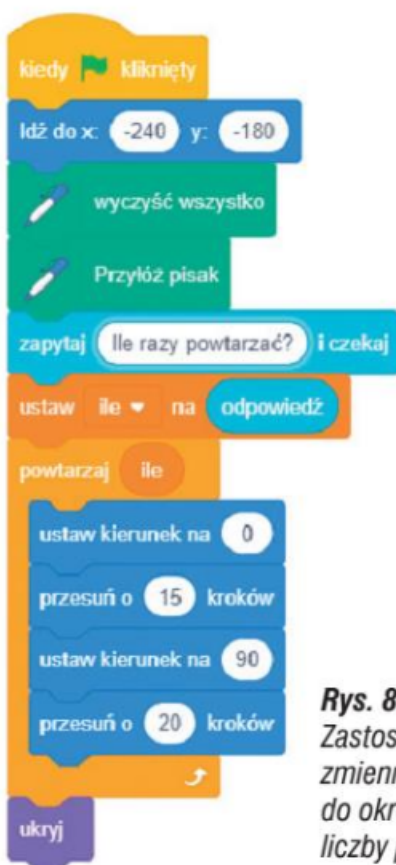 kiedy kliknięty
Idź do x: -240 y: -180
wyczyść wszystko
Przyłóż pisak
zapytaj Ile razy powtarzać? i czekaj
ustaw ile na odpowiedź
powtarzaj ile
ustaw kierunek na 0
przesuń o 15 kroków
ustaw kierunek na 90
przesuń o 20 kroków
ukryj
Rys. 8
Zastos
zmienn
do okr
liczby